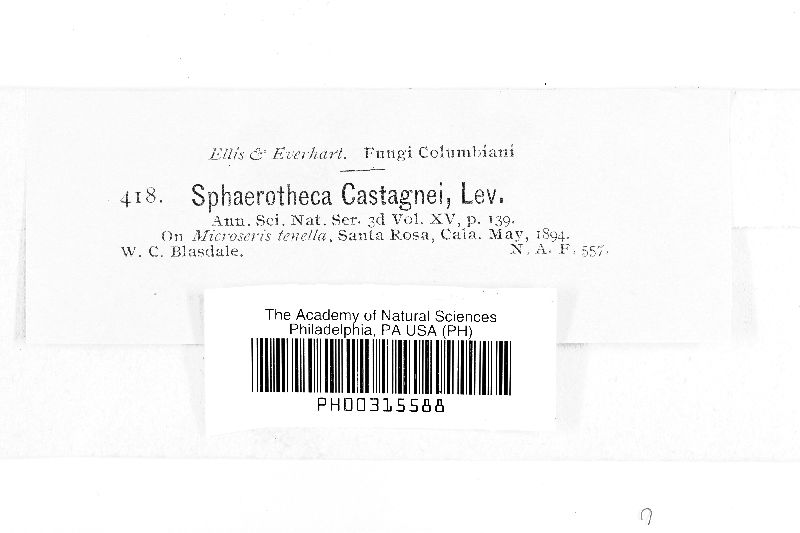 Ellis & Everhart. Fungi Columbiani
418. Sphaerotheca Castagnei, Lev.
Ann. Sci. Nat. Ser. 3d Vol. XV, p. 139.
On Microseris tenella, Santa Rosa, Cala. May, 1894.
W. C. Blasdale. N. A. F. 557.
The Academy of Natural Sciences
Philadelphia, PA USA (PH)
PH00315588